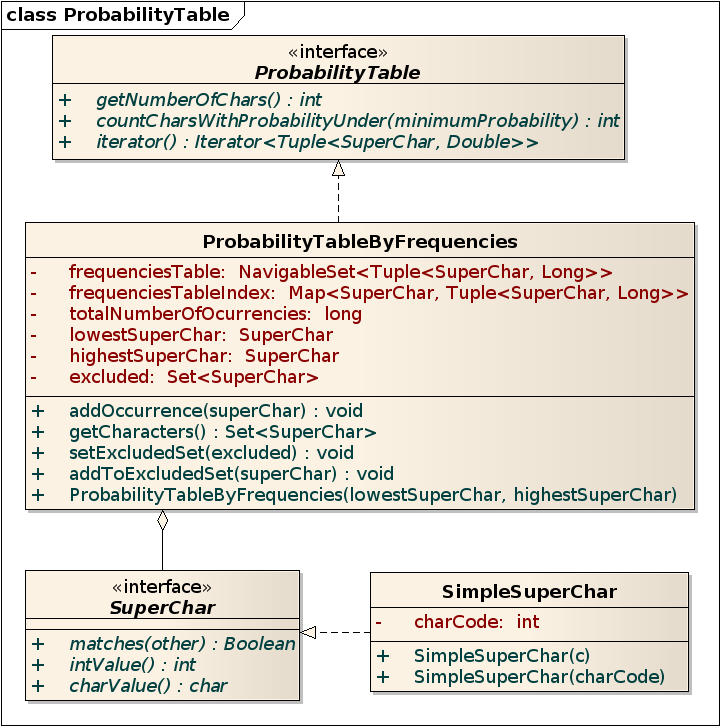 class ProbabilityTable
«interface»
ProbabilityTable
+ getNumberOfChars() : int
+ countCharsWithProbabilityUnder(minimumProbability) : int
+ iterator() : Iterator<Tuple<SuperChar, Double>>
ProbabilityTableByFrequencies
- frequenciesTable: NavigableSet<Tuple<SuperChar, Long>>
- frequenciesTableIndex: Map<SuperChar, Tuple<SuperChar, Long>>
- totalNumberOfOcurrencies: long
- lowestSuperChar: SuperChar
- highestSuperChar: SuperChar
- excluded: Set<SuperChar>
+ addOccurrence(superChar) : void
+ getCharacters() : Set<SuperChar>
+ setExcludedSet(excluded) : void
+ addToExcludedSet(superChar) : void
+ ProbabilityTableByFrequencies(lowestSuperChar, highestSuperChar)
«interface»
SuperChar
+ matches(other) : Boolean
+ intValue() : int
+ charValue() : char
SimpleSuperChar
- charCode: int
+ SimpleSuperChar(c)
+ SimpleSuperChar(charCode)